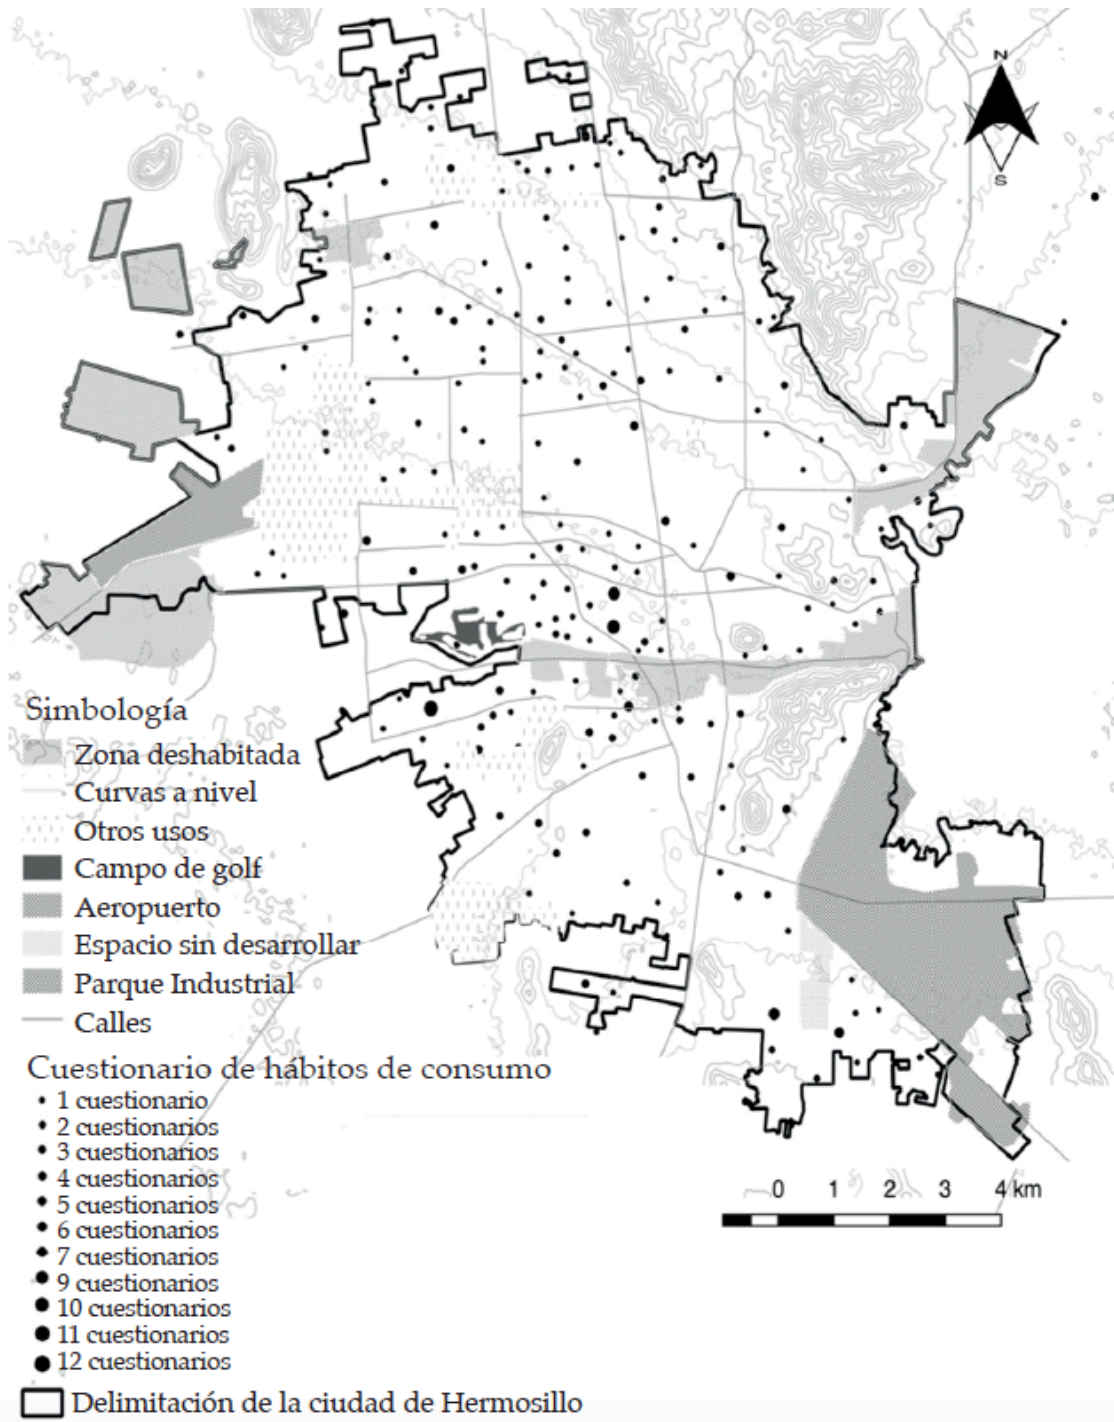 N
S
Simbología
Zona deshabitada
Curvas a nivel
Otros usos
Campo de golf
Aeropuerto
Espacio sin desarrollar
Parque Industrial
Calles
Cuestionario de hábitos de consumo
1 cuestionario
2 cuestionarios
3 cuestionarios
4 cuestionarios
5 cuestionarios
6 cuestionarios
7 cuestionarios
9 cuestionarios
10 cuestionarios
11 cuestionarios
12 cuestionarios
Delimitación de la ciudad de Hermosillo
0 1 2 3 4 km